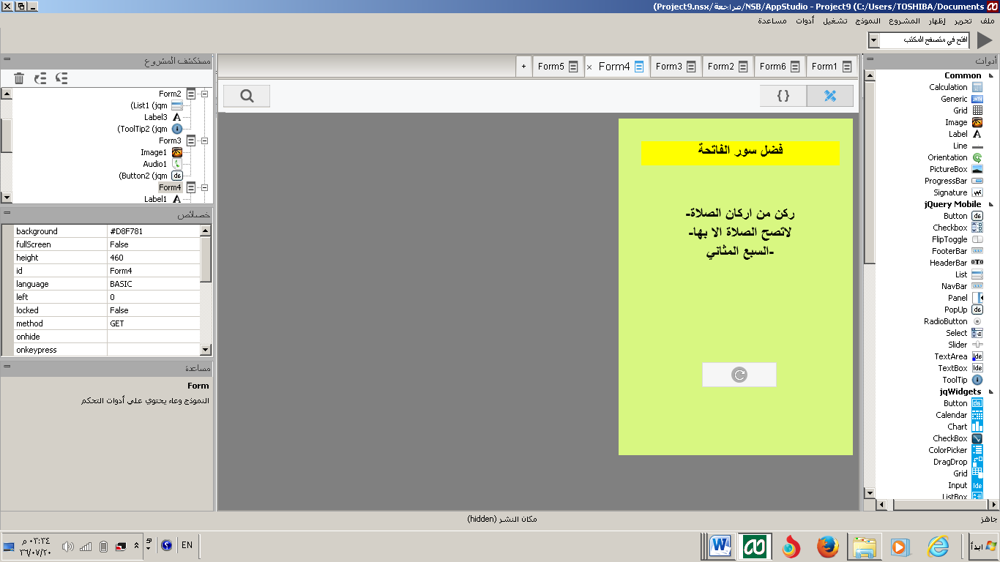 (Project9.nsx/مراجعة/NSB/AppStudio - Project9 (C:/Users/TOSHIBA/Documents
ملف تحرير إظهار المشروع النموذج تشغيل أدوات مساعدة
افتح في متصفح المكتب
أدوات
Common
Calculation
Generic
Grid
Image
Label
Line
Orientation
PictureBox
ProgressBar
Signature
jQuery Mobile
Button
Checkbox
FlipToggle
FooterBar
HeaderBar
List
NavBar
Panel
PopUp
RadioButton
Select
Slider
TextArea
TextBox
ToolTip
jqWidgets
Button
Calendar
Chart
CheckBox
ColorPicker
DragDrop
Grid
Input
ListBox
Form1
Form6
Form2
Form3
Form4 ×
Form5
+
{ }
فضل سور الفاتحة
ركن من اركان الصلاة-
لاتصح الصلاة الا بها-
-السبع المثاني
مستكشف المشروع
Form2
(List1 (jqm
Label3
(ToolTip2 (jqm
Form3
Image1
Audio1
(Button2 (jqm
Form4
Label1
خصائص
background #D8F781
fullScreen False
height 460
id Form4
language BASIC
left 0
locked False
method GET
onhide
onkeypress
مساعدة
Form
النموذج وعاء يحتوي على أدوات التحكم
جاهز
مكان النشر (hidden)
ابدأ
EN
٠٢:٢٤ م
٣٦/٠٧/٢٠